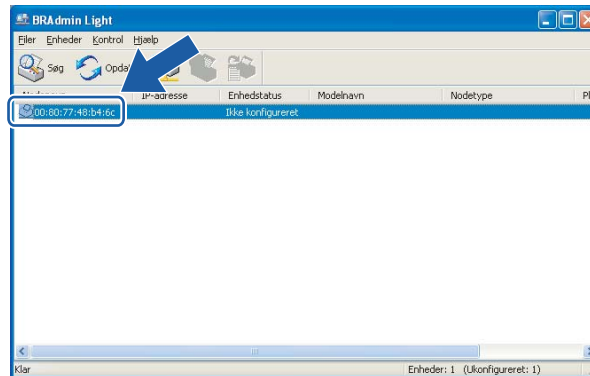 BRAdmin Light
Filer Enheder Kontrol Hjælp
Søg
IP-adresse Enhedstatus Modelnavn Nodetype
00:80:77:48:b4:6c Ikke konfigureret
Klar Enheder: 1 (Ukonfigureret: 1)